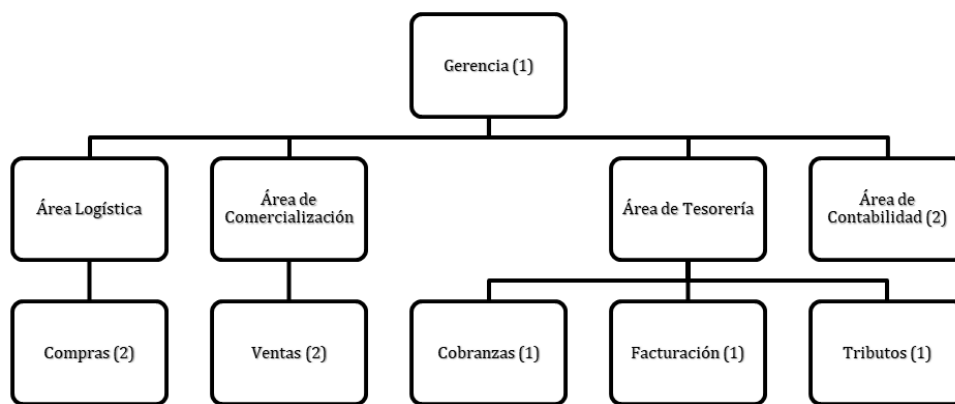 Gerencia (1)
Área Logística
Área de
Comercialización
Área de Tesorería
Área de
Contabilidad (2)
Compras (2)
Ventas (2)
Cobranzas (1)
Facturación (1)
Tributos (1)